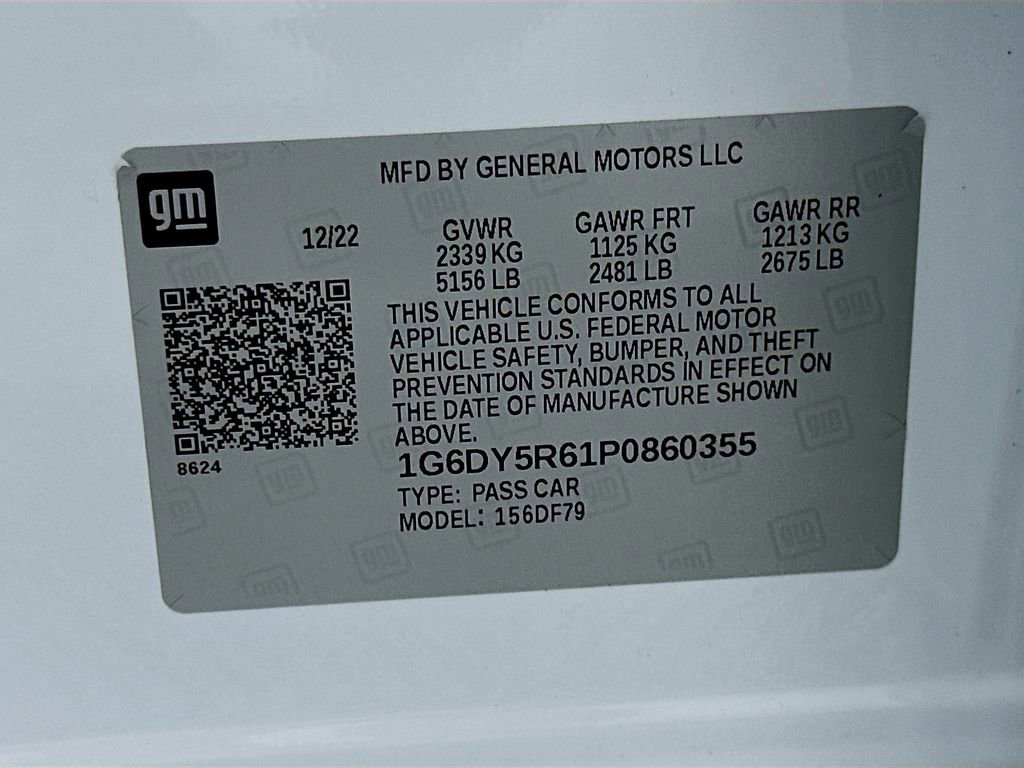 MFD BY GENERAL MOTORS LLC
gm
12/22
GVWR
2339 KG
5156 LB
GAWR FRT
1125 KG
2481 LB
GAWR RR
1213 KG
2675 LB
THIS VEHICLE CONFORMS TO ALL
APPLICABLE U.S. FEDERAL MOTOR
VEHICLE SAFETY, BUMPER, AND THEFT
PREVENTION STANDARDS IN EFFECT ON
THE DATE OF MANUFACTURE SHOWN
ABOVE.
8624
1G6DY5R61P0860355
TYPE: PASS CAR
MODEL: 156DF79